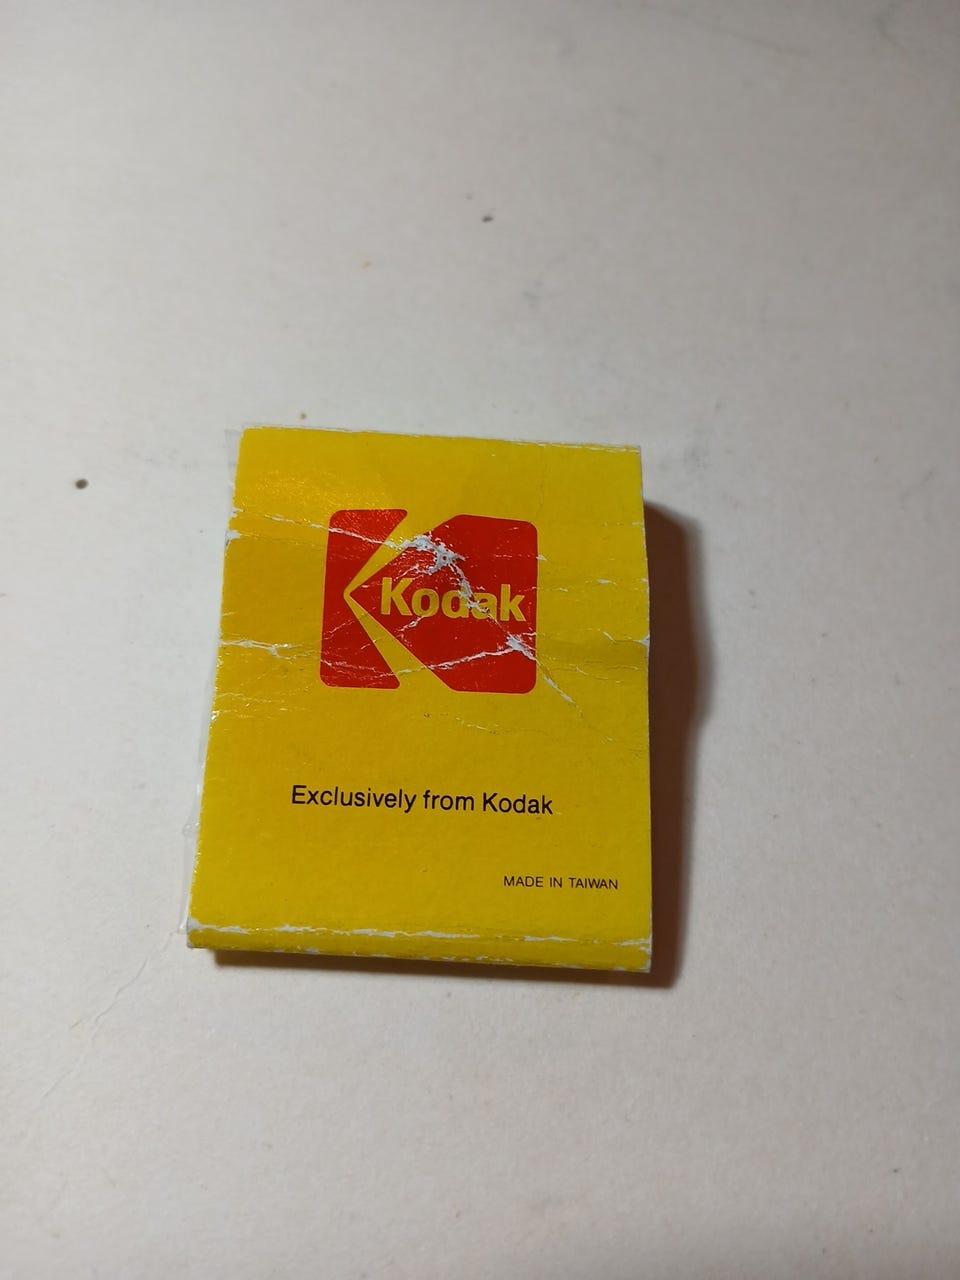 Kodak
Exclusively from Kodak
MADE IN TAIWAN